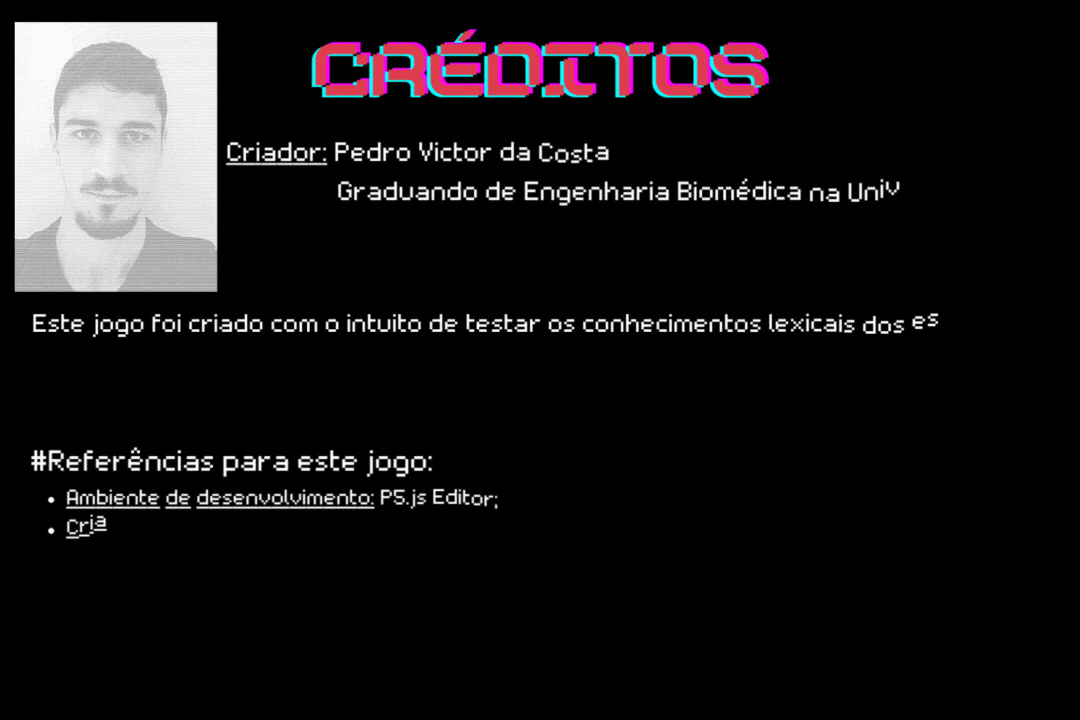 CRÉDITOS
Criador: Pedro Victor da Costa
Graduando de Engenharia Biomédica na Univ
Este jogo foi criado com o intuito de testar os conhecimentos lexicais dos es
#Referências para este jogo:
• Ambiente de desenvolvimento: P5.js Editor;
• Cria